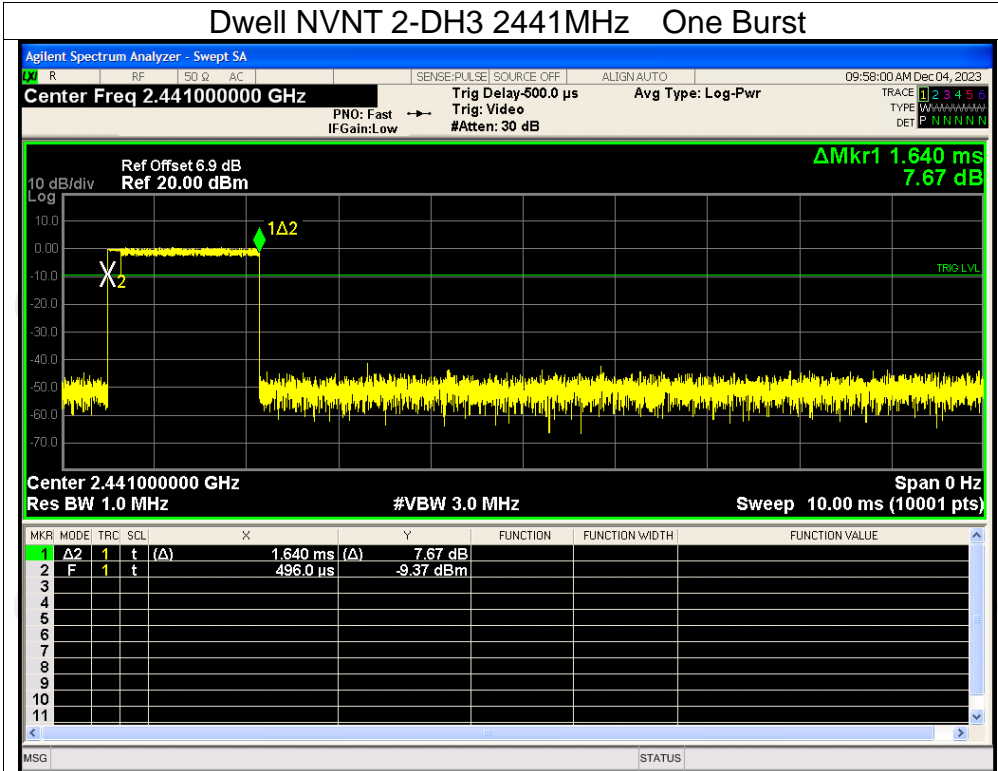 Dwell NVNT 2-DH3 2441MHz One Burst
Agilent Spectrum Analyzer - Swept SA
LXI R RF 50 Ω AC SENSE:PULSE SOURCE OFF ALIGN AUTO 09:58:00 AM Dec 04, 2023
Center Freq 2.441000000 GHz
PNO: Fast
IFGain:Low
Trig Delay-500.0 µs
Trig: Video
#Atten: 30 dB
Avg Type: Log-Pwr
TRACE 1 2 3 4 5 6
TYPE WWWWWW
DET P N N N N N
ΔMkr1 1.640 ms
7.67 dB
Ref Offset 6.9 dB
10 dB/div Ref 20.00 dBm
Log
10.0
0.00
-10.0
-20.0
-30.0
-40.0
-50.0
-60.0
-70.0
1Δ2
X2
TRIG LVL
Center 2.441000000 GHz Span 0 Hz
Res BW 1.0 MHz #VBW 3.0 MHz Sweep 10.00 ms (10001 pts)
MKR MODE TRC SCL X Y FUNCTION FUNCTION WIDTH FUNCTION VALUE
1 Δ2 1 t (Δ) 1.640 ms (Δ) 7.67 dB
2 F 1 t 496.0 µs -9.37 dBm
3
4
5
6
7
8
9
10
11
MSG STATUS